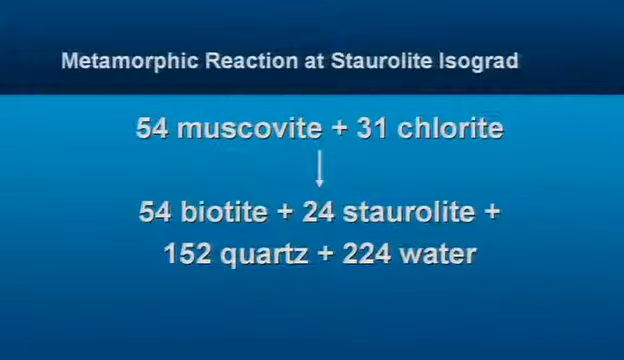 Metamorphic Reaction at Staurolite Isograd
54 muscovite + 31 chlorite
54 biotite + 24 staurolite +
152 quartz + 224 water